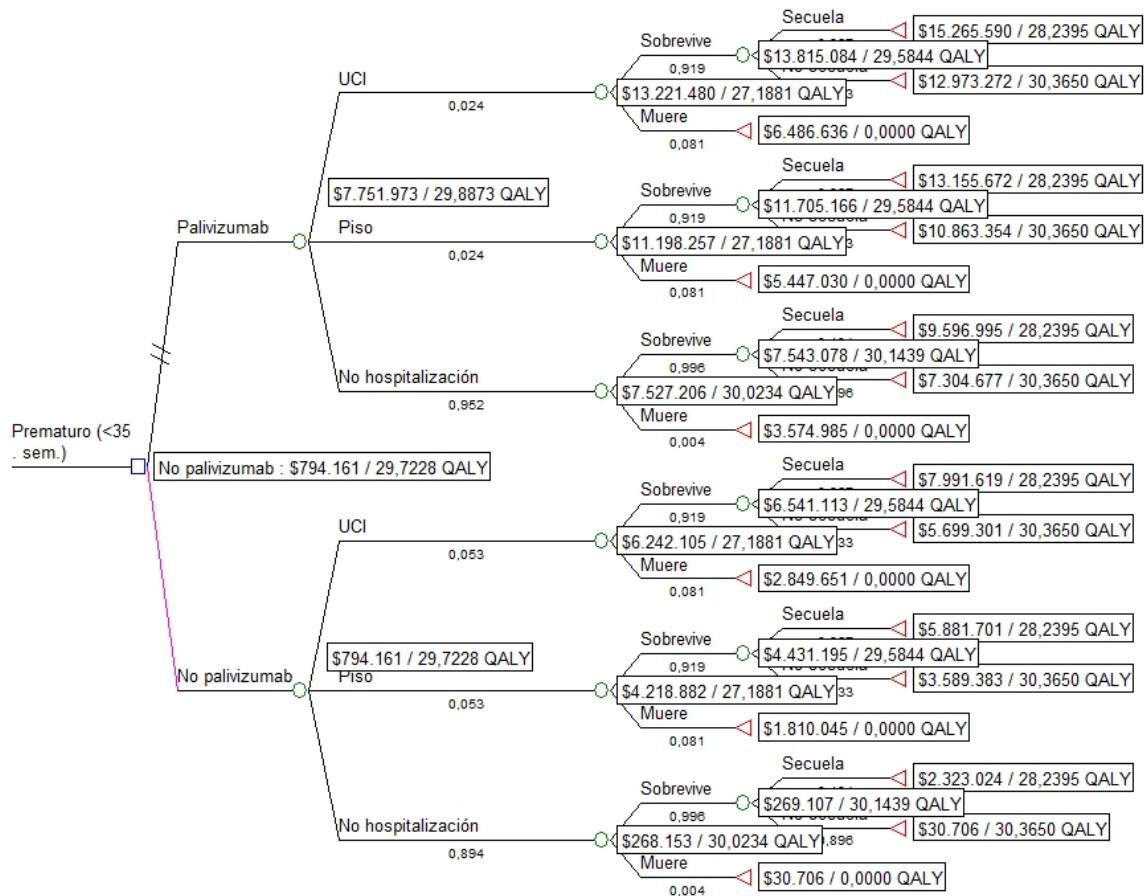 Secuela
$15.265.590 / 28,2395 QALY
Sobrevive
0,919
$13.815.084 / 29,5844 QALY
$12.973.272 / 30,3650 QALY
UCI
0,024
$13.221.480 / 27,1881 QALY
Muere
0,081
$6.486.636 / 0,0000 QALY
Secuela
$13.155.672 / 28,2395 QALY
$7.751.973 / 29,8873 QALY
Sobrevive
0,919
$11.705.166 / 29,5844 QALY
Palivizumab
Piso
0,024
$10.863.354 / 30,3650 QALY
$11.198.257 / 27,1881 QALY
Muere
0,081
$5.447.030 / 0,0000 QALY
Secuela
$9.596.995 / 28,2395 QALY
Sobrevive
0,996
$7.543.078 / 30,1439 QALY
No hospitalización
0,952
$7.304.677 / 30,3650 QALY
96
$7.527.206 / 30,0234 QALY
Muere
0,004
$3.574.985 / 0,0000 QALY
Prematuro (<35
. sem.)
No palivizumab : $794.161 / 29,7228 QALY
Secuela
$7.991.619 / 28,2395 QALY
Sobrevive
0,919
$6.541.113 / 29,5844 QALY
UCI
0,053
$5.699.301 / 30,3650 QALY
33
$6.242.105 / 27,1881 QALY
Muere
0,081
$2.849.651 / 0,0000 QALY
Secuela
$5.881.701 / 28,2395 QALY
$794.161 / 29,7228 QALY
Sobrevive
0,919
$4.431.195 / 29,5844 QALY
No palivizumab
Piso
0,053
$3.589.383 / 30,3650 QALY
33
$4.218.882 / 27,1881 QALY
Muere
0,081
$1.810.045 / 0,0000 QALY
Secuela
$2.323.024 / 28,2395 QALY
Sobrevive
0,996
$269.107 / 30,1439 QALY
No hospitalización
0,894
$30.706 / 30,3650 QALY
,896
$268.153 / 30,0234 QALY
Muere
0,004
$30.706 / 0,0000 QALY